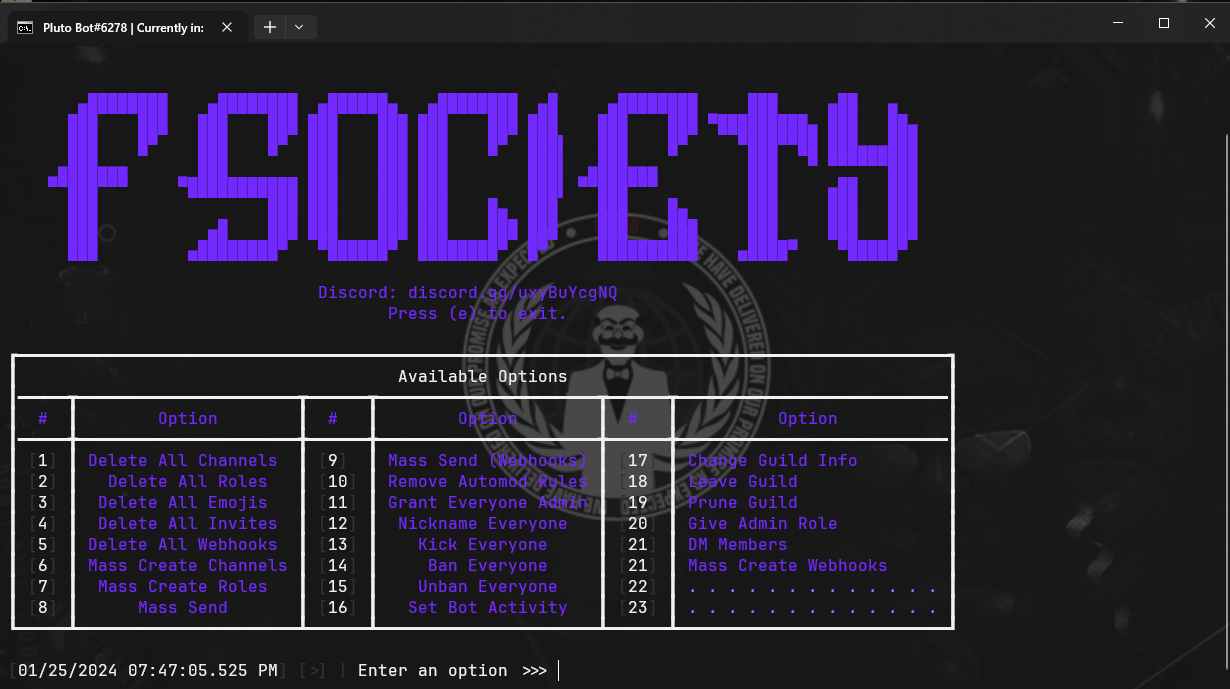 Pluto Bot#6278 | Currently in:
FSOCIETY
Discord: discord.gg/uxyBuYcgNQ
Press (e) to exit.
Available Options
# Option # Option # Option
[1] Delete All Channels [9] Mass Send (Webhooks) [17] Change Guild Info
[2] Delete All Roles [10] Remove Automod Rules [18] Leave Guild
[3] Delete All Emojis [11] Grant Everyone Admin [19] Prune Guild
[4] Delete All Invites [12] Nickname Everyone [20] Give Admin Role
[5] Delete All Webhooks [13] Kick Everyone [21] DM Members
[6] Mass Create Channels [14] Ban Everyone [21] Mass Create Webhooks
[7] Mass Create Roles [15] Unban Everyone [22] . . . . . . . . . . . . .
[8] Mass Send [16] Set Bot Activity [23] . . . . . . . . . . . . .
[01/25/2024 07:47:05.525 PM] [>] | Enter an option >>>